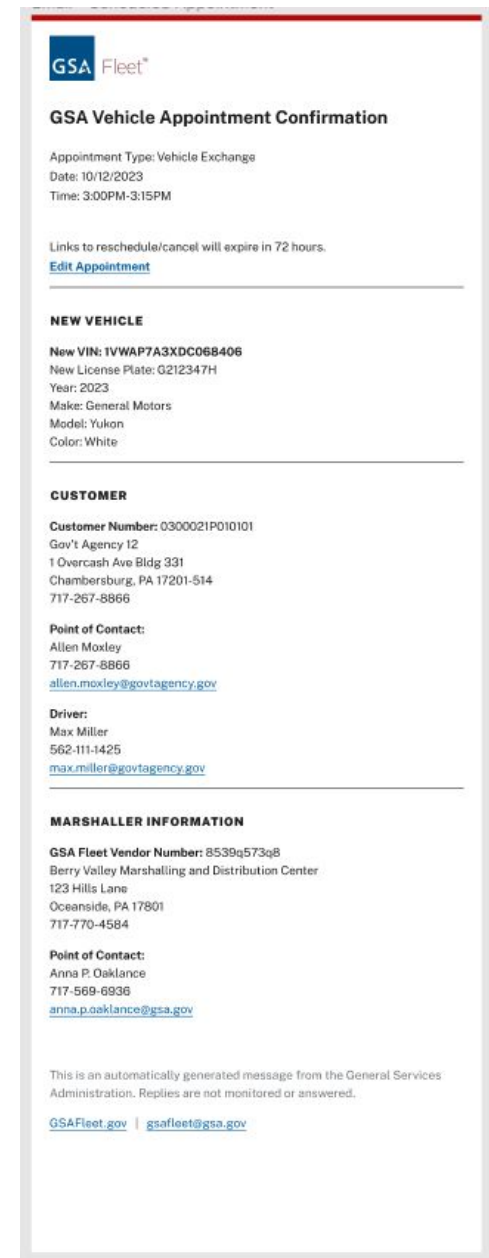 GSA Fleet™
GSA Vehicle Appointment Confirmation
Appointment Type: Vehicle Exchange
Date: 10/12/2023
Time: 3:00PM-3:15PM
Links to reschedule/cancel will expire in 72 hours.
Edit Appointment
NEW VEHICLE
New VIN: 1VWAP7A3XDC068406
New License Plate: G212347H
Year: 2023
Make: General Motors
Model: Yukon
Color: White
CUSTOMER
Customer Number: 0300021P010101
Gov't Agency 12
1 Overcash Ave Bldg 331
Chambersburg, PA 17201-514
717-267-8866
Point of Contact:
Allen Moxley
717-267-8866
allen.moxley@govtagency.gov
Driver:
Max Miller
562-111-1425
max.miller@govtagency.gov
MARSHALLER INFORMATION
GSA Fleet Vendor Number: 8539q573q8
Berry Valley Marshalling and Distribution Center
123 Hills Lane
Oceanside, PA 17801
717-770-4584
Point of Contact:
Anna P. Oaklance
717-569-6936
anna.p.oaklance@gsa.gov
This is an automatically generated message from the General Services
Administration. Replies are not monitored or answered.
GSAFleet.gov | gsafleet@gsa.gov